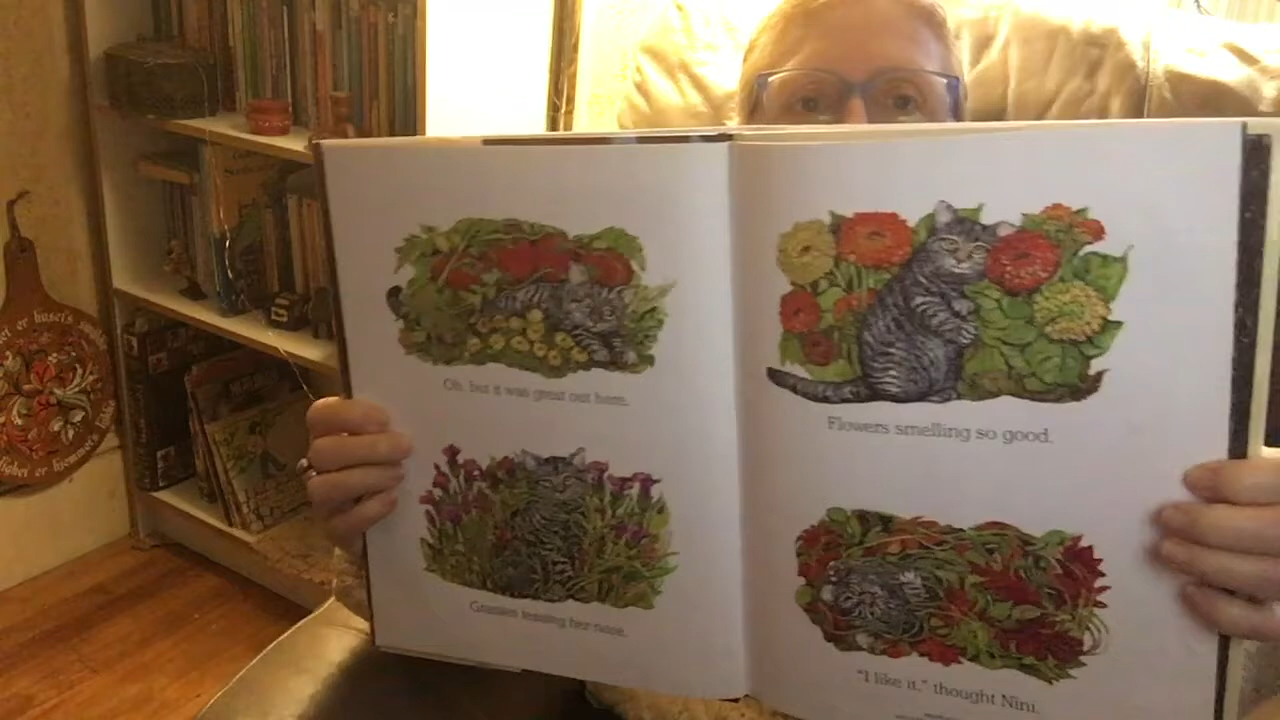 Oh, but it was great out here.
Grasses teasing her nose.
Flowers smelling so good.
"I like it," thought Nini.